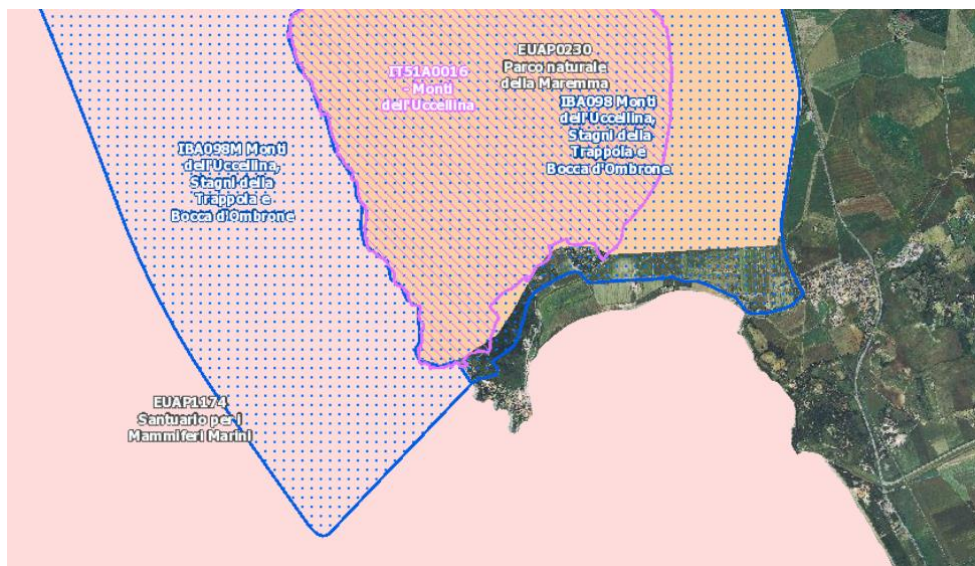 EUAP0230
Parco naturale
della Maremma
IT51A0016
- Monti
dell'Uccellina
IBA098 Monti
dell'Uccellina,
Stagni della
Trappola e
Bocca d'Ombrone
IBA098M Monti
dell'Uccellina,
Stagni della
Trappola e
Bocca d'Ombrone
EUAP1174
Santuario per i
Mammiferi Marini